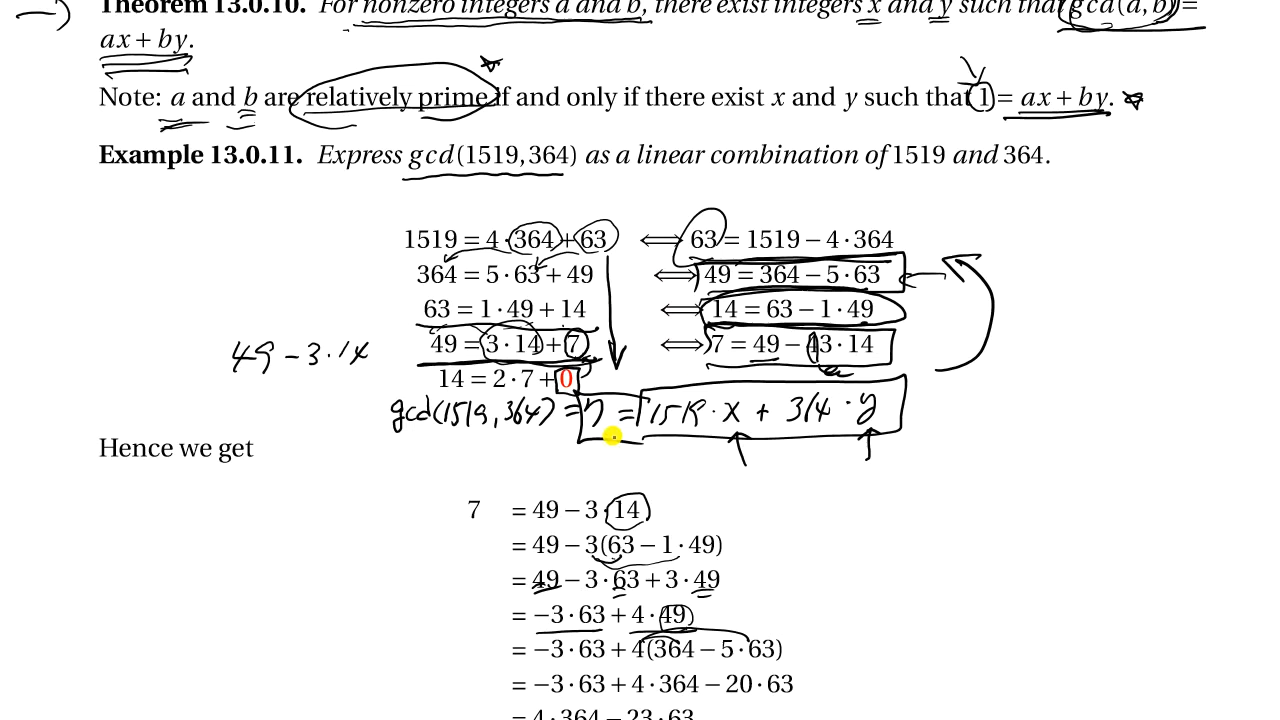 Theorem 13.0.10. For nonzero integers a and b, there exist integers x and y such that gcd(a,b) =
ax + by.
Note: a and b are relatively prime if and only if there exist x and y such that 1 = ax + by.
Example 13.0.11. Express gcd(1519,364) as a linear combination of 1519 and 364.
1519 = 4·364 + 63 ⟺ 63 = 1519 − 4·364
364 = 5·63 + 49 ⟺ 49 = 364 − 5·63
63 = 1·49 + 14 ⟺ 14 = 63 − 1·49
49 − 3·14 49 = 3·14 + 7 ⟺ 7 = 49 − 3·14
14 = 2·7 + 0
gcd(1519, 364) = 7 = 1519 · x + 364 · y
Hence we get
7 = 49 − 3·14
= 49 − 3(63 − 1·49)
= 49 − 3·63 + 3·49
= −3·63 + 4·49
= −3·63 + 4(364 − 5·63)
= −3·63 + 4·364 − 20·63
= 4·364 − 23·63